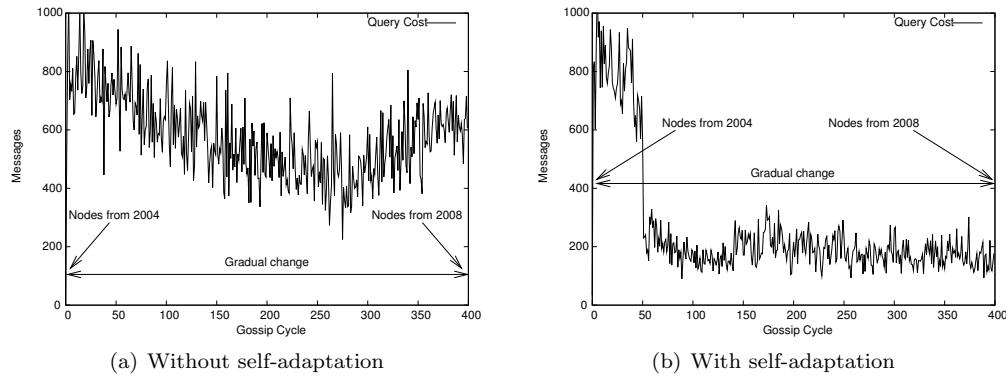 1000
Query Cost
800
600
Messages
400
Nodes from 2004
Nodes from 2008
200
Gradual change
0
0 50 100 150 200 250 300 350 400
Gossip Cycle
(a) Without self-adaptation
1000
Query Cost
800
600
Nodes from 2004
Nodes from 2008
Messages
Gradual change
400
200
0
0 50 100 150 200 250 300 350 400
Gossip Cycle
(b) With self-adaptation